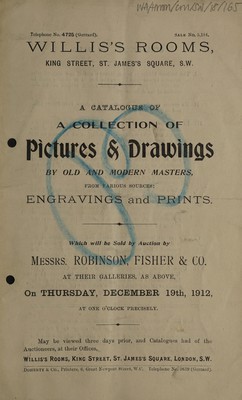 Telephone No. 4725 (Gerrard).
WILLIS'S ROOMS,
KING STREET, ST. JAMES'S SQUARE, S.W.
A CATALOGUE OF
A COLLECTION OF
Pictures & Drawings
BY OLD AND MODERN MASTERS,
FROM VARIOUS SOURCES:
ENGRAVINGS and PRINTS.
Which will be Sold by Auction by
MESSRS. ROBINSON, FISHER & CO.
AT THEIR GALLERIES, AS ABOVE,
On THURSDAY, DECEMBER 19th, 1912,
AT ONE O'CLOCK PRECISELY.
May be viewed three days prior, and Catalogues had of the
Auctioneers, at their Offices,
WILLIS'S ROOMS, KING STREET, ST. JAMES'S SQUARE, LONDON, S.W.